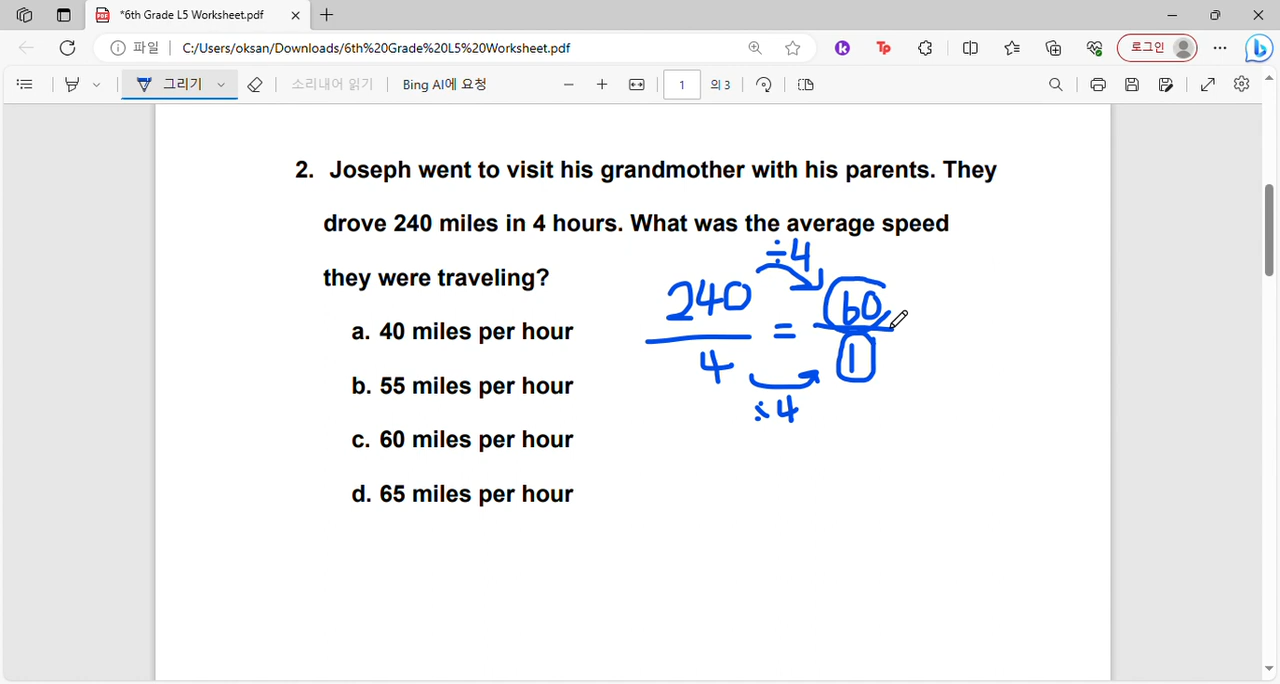 *6th Grade L5 Worksheet.pdf
파일 C:/Users/oksan/Downloads/6th%20Grade%20L5%20Worksheet.pdf
로그인
그리기 소리내어 읽기 Bing AI에 요청 1 의 3
2. Joseph went to visit his grandmother with his parents. They
drove 240 miles in 4 hours. What was the average speed
they were traveling?
a. 40 miles per hour
b. 55 miles per hour
c. 60 miles per hour
d. 65 miles per hour
÷4
240 60
=
4 1
÷4